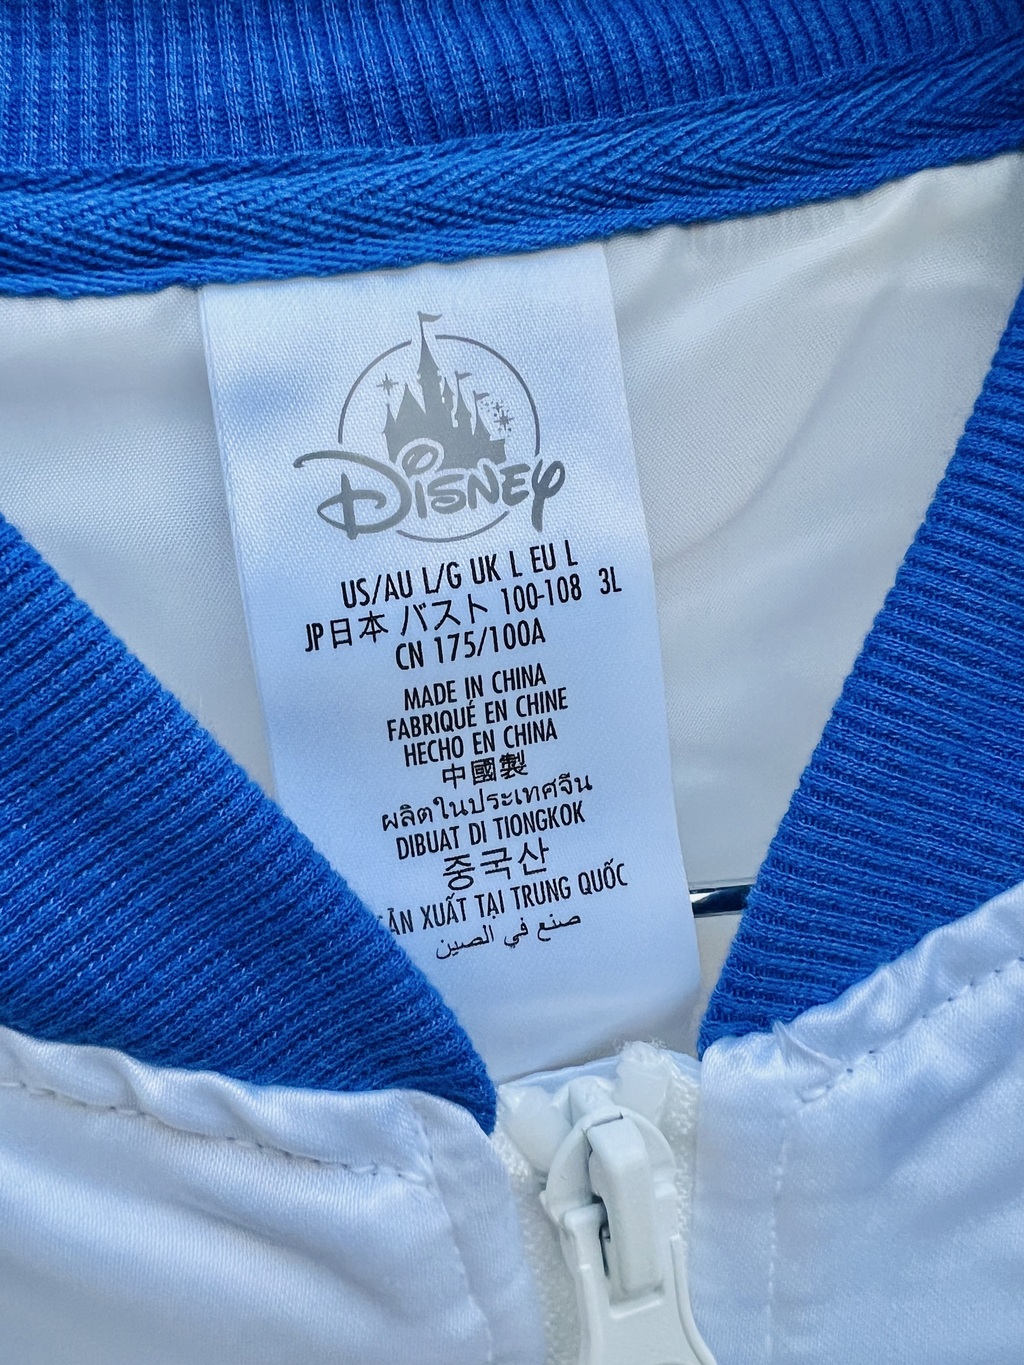 Disney
US/AU L/G UK L EU L
JP日本 バスト 100-108 3L
CN 175/100A
MADE IN CHINA
FABRIQUÉ EN CHINE
HECHO EN CHINA
中國製
ผลิตในประเทศจีน
DIBUAT DI TIONGKOK
중국산
XUẤT TẠI TRUNG QUỐC
صنع في الصين